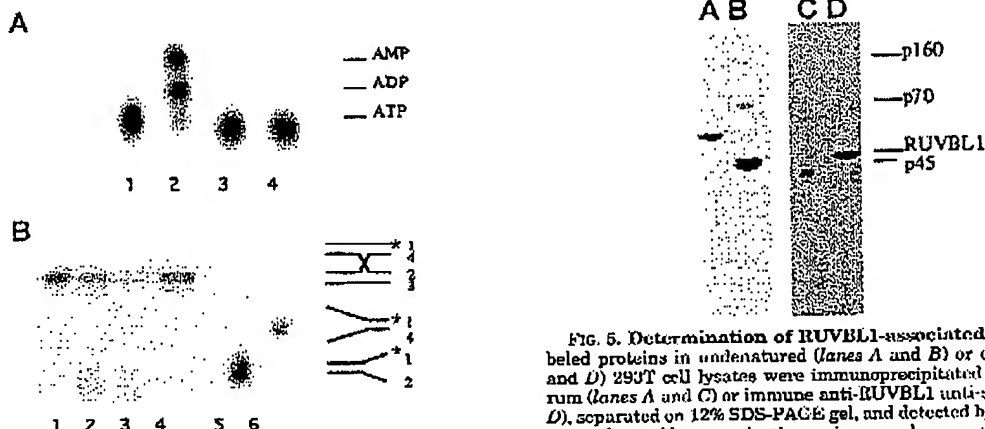 A
AMP
ADP
ATP
1 2 3 4
B
* 1
4
2
3
* 1
4
* 1
2
1 2 3 4 5 6
A B C D
p160
p70
RUVBL1
p45
FIG. 5. Determination of RUVBL1-associated
beled proteins in undenatured (lanes A and B) or
and D) 293T cell lysates were immunoprecipitated
rum (lanes A and C) or immune anti-RUVBL1 anti-
D), separated on 12% SDS-PAGE gel, and detected